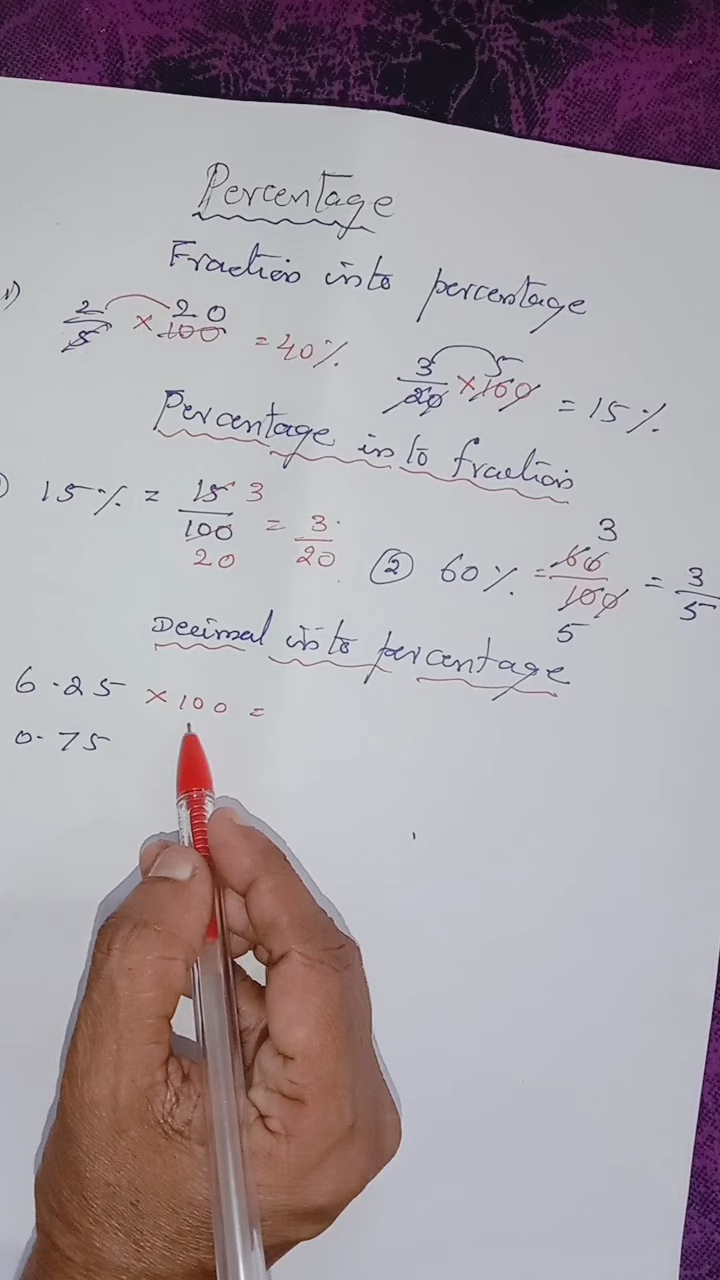 Percentage
Fraction into percentage
1) 2/5 × 100 20 = 40%
3/20 × 100 5 = 15%
Percentage into fraction
15% = 15/100 3 20 = 3/20
② 60% = 60/100 3 5 = 3/5
Decimal into percentage
6.25 × 100 =
0.75